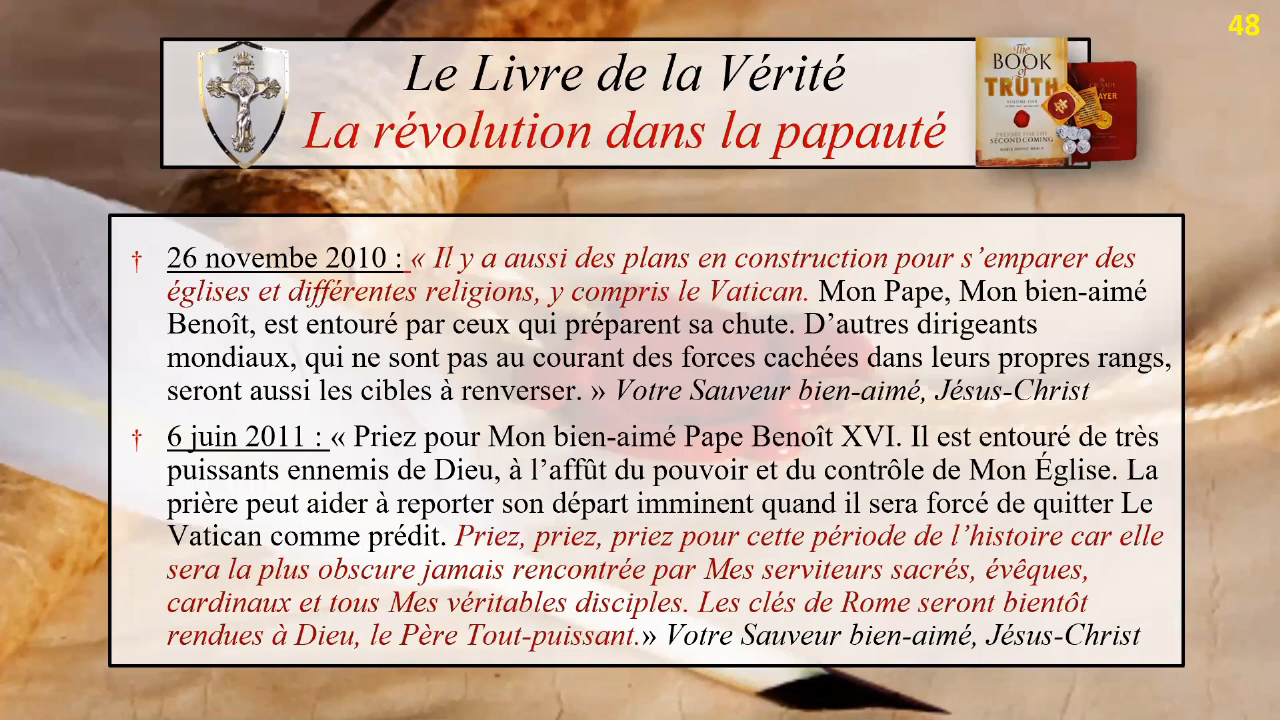 48
Le Livre de la Vérité
La révolution dans la papauté
The
BOOK
of
TRUTH
VOLUME FIVE
PREPARE FOR THE
SECOND COMING
† 26 novembe 2010 : « Il y a aussi des plans en construction pour s’emparer des
églises et différentes religions, y compris le Vatican. Mon Pape, Mon bien-aimé
Benoît, est entouré par ceux qui préparent sa chute. D’autres dirigeants
mondiaux, qui ne sont pas au courant des forces cachées dans leurs propres rangs,
seront aussi les cibles à renverser. » Votre Sauveur bien-aimé, Jésus-Christ
† 6 juin 2011 : « Priez pour Mon bien-aimé Pape Benoît XVI. Il est entouré de très
puissants ennemis de Dieu, à l’affût du pouvoir et du contrôle de Mon Église. La
prière peut aider à reporter son départ imminent quand il sera forcé de quitter Le
Vatican comme prédit. Priez, priez, priez pour cette période de l’histoire car elle
sera la plus obscure jamais rencontrée par Mes serviteurs sacrés, évêques,
cardinaux et tous Mes véritables disciples. Les clés de Rome seront bientôt
rendues à Dieu, le Père Tout-puissant.» Votre Sauveur bien-aimé, Jésus-Christ